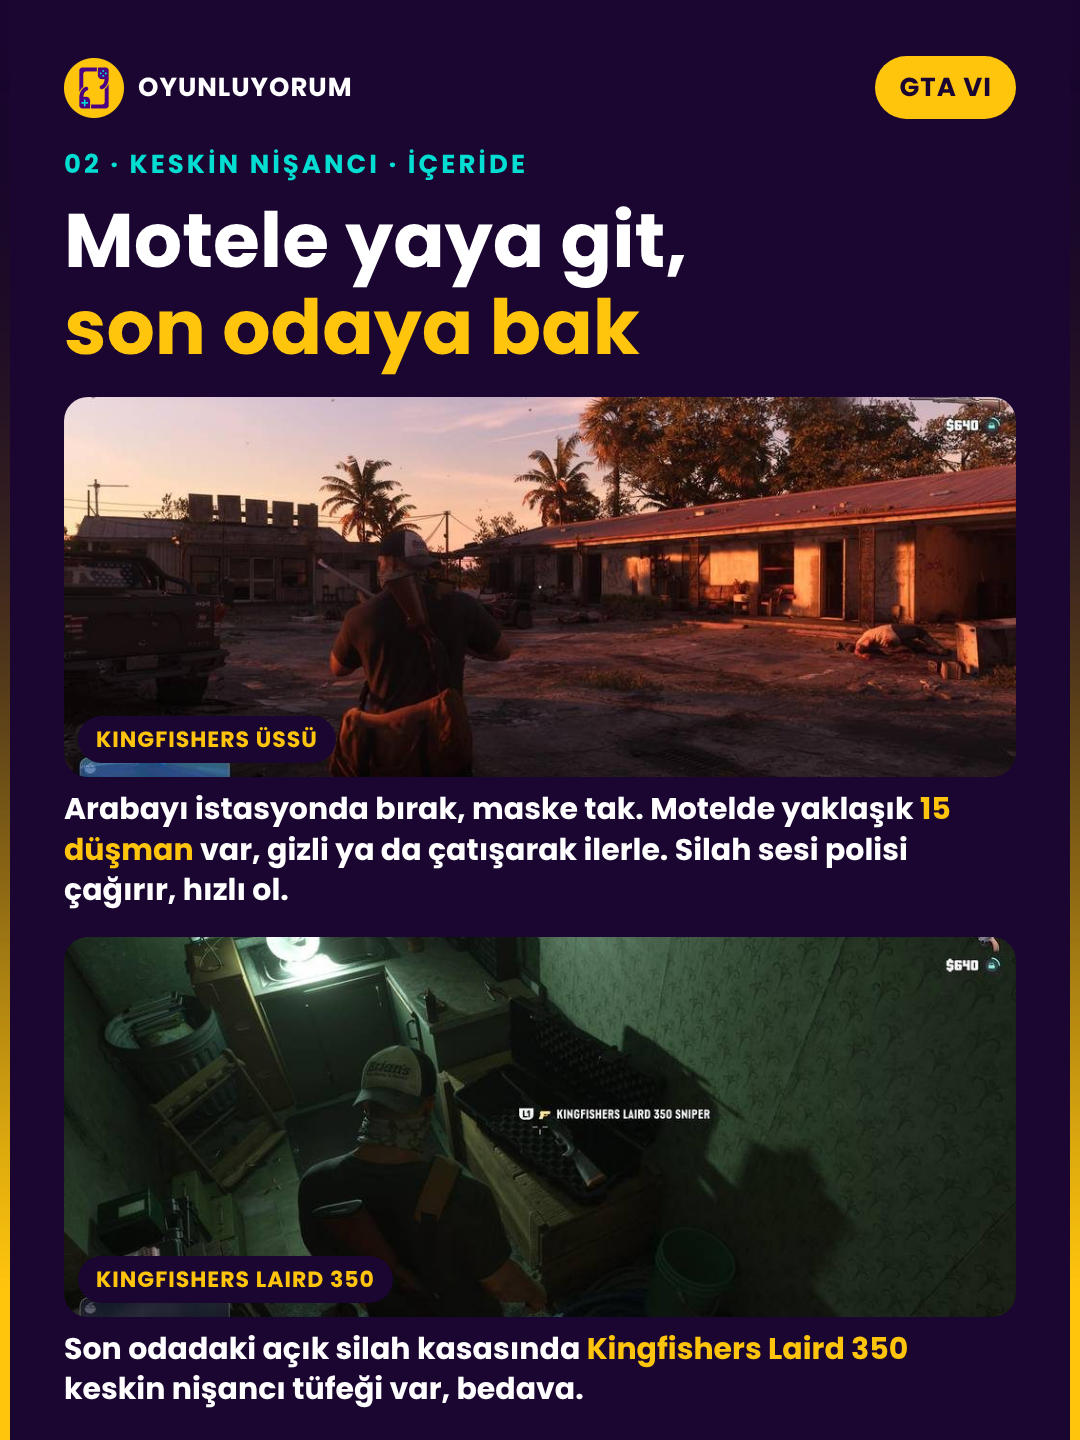 OYUNLUYORUM
GTA VI
02 · KESKİN NİŞANCI · İÇERİDE
Motele yaya git,
son odaya bak
$640
KINGFISHERS ÜSSÜ
Arabayı istasyonda bırak, maske tak. Motelde yaklaşık 15
düşman var, gizli ya da çatışarak ilerle. Silah sesi polisi
çağırır, hızlı ol.
$640
Brian's
L1 KINGFISHERS LAIRD 350 SNIPER
KINGFISHERS LAIRD 350
Son odadaki açık silah kasasında Kingfishers Laird 350
keskin nişancı tüfeği var, bedava.